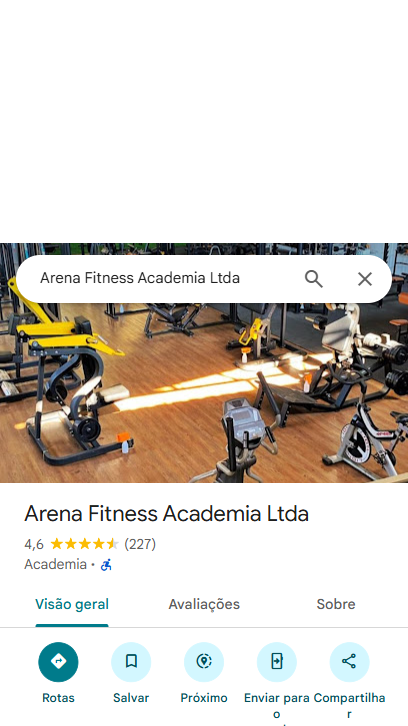 Arena Fitness Academia Ltda
Arena Fitness Academia Ltda
4,6 (227)
Academia ·
Visão geral Avaliações Sobre
Rotas Salvar Próximo Enviar para o Compartilhar